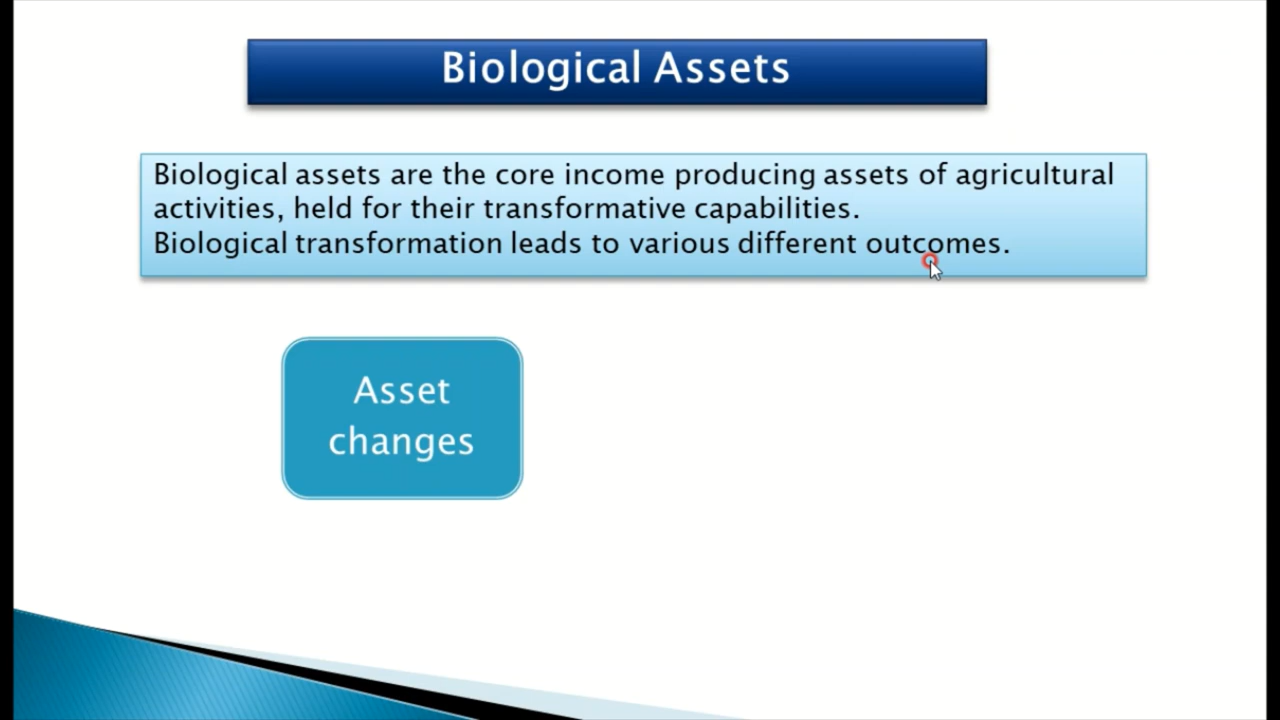 Biological Assets
Biological assets are the core income producing assets of agricultural
activities, held for their transformative capabilities.
Biological transformation leads to various different outcomes.
Asset
changes